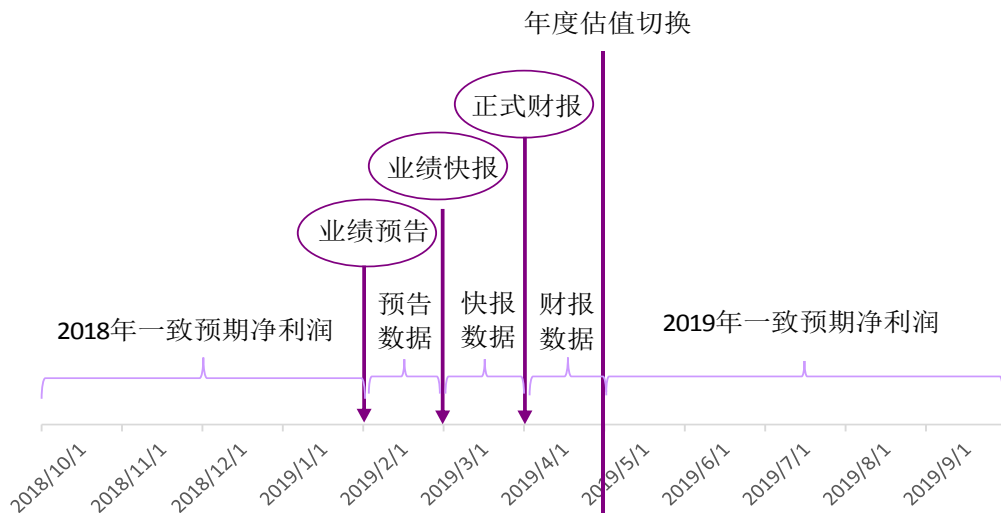 年度估值切换
正式财报
业绩快报
业绩预告
2018年一致预期净利润
预告
数据
快报
数据
财报
数据
2019年一致预期净利润
2018/10/1
2018/11/1
2018/12/1
2019/1/1
2019/2/1
2019/3/1
2019/4/1
2019/5/1
2019/6/1
2019/7/1
2019/8/1
2019/9/1